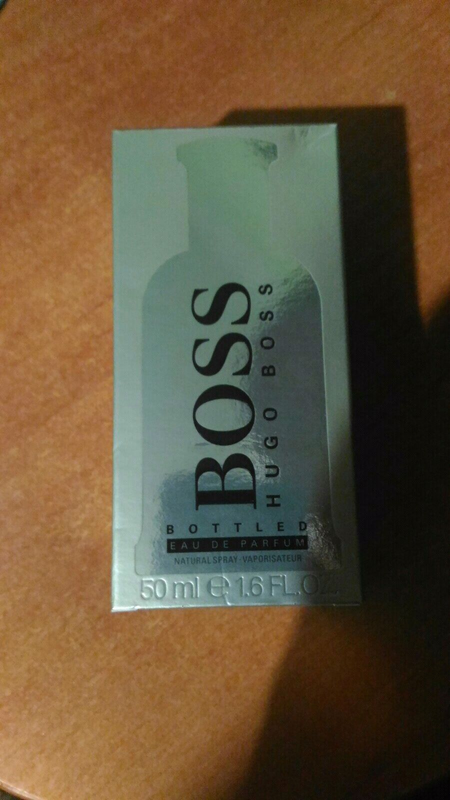 BOSS
HUGO BOSS
BOTTLED
EAU DE PARFUM
NATURAL SPRAY-VAPORISATEUR
50 ml ℮ 1.6 FL.OZ.